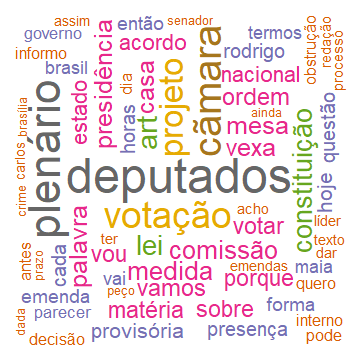 assim
então
senador
governo
acordo
termos
informo
presidência
rodrigo
obstrução
redação
processo
brasil
dia
casa
projeto
cãmara
nacional
estado
horas
art
ordem
ainda
mesa
questão
plenário
vexa
carlos
brasília
crime
deputados
constituição
hoje
palavra
votação
acho
votar
líder
antes
prazo
cada
ter
vou
lei
comissão
texto
dar
vai
medida
emendas
maia
porque
quero
peço
vamos
emenda
matéria
sobre
forma
dada
parecer
interno
decisão
provisória
presença
pode